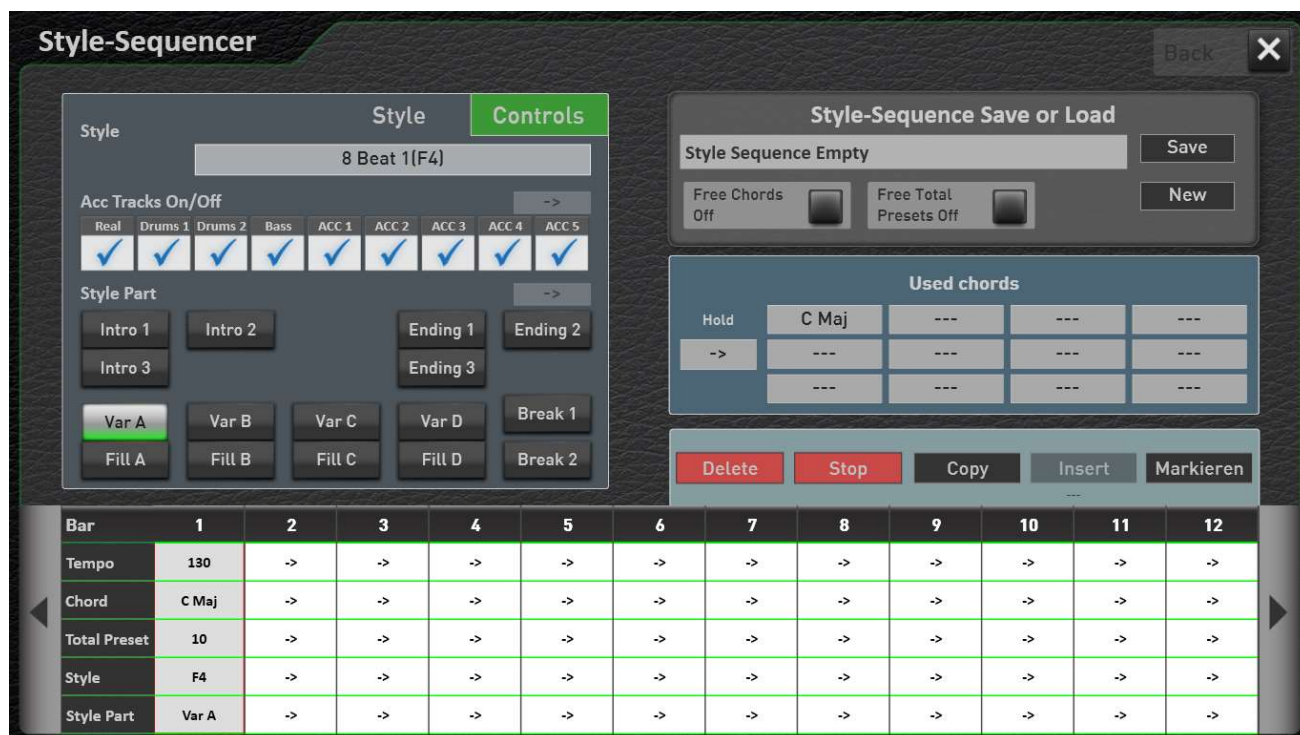 Style-Sequencer
Back
Style Controls
Style
8 Beat 1(F4)
Acc Tracks On/Off ->
Real Drums 1 Drums 2 Bass ACC 1 ACC 2 ACC 3 ACC 4 ACC 5
Style Part ->
Intro 1 Intro 2 Ending 1 Ending 2
Intro 3 Ending 3
Var A Var B Var C Var D Break 1
Fill A Fill B Fill C Fill D Break 2
Style-Sequence Save or Load
Style Sequence Empty Save
Free Chords Off
Free Total Presets Off
New
Used chords
Hold C Maj --- --- ---
-> --- --- --- ---
--- --- --- ---
Delete Stop Copy Insert Markieren
---
Bar 1 2 3 4 5 6 7 8 9 10 11 12
Tempo 130 -> -> -> -> -> -> -> -> -> -> ->
Chord C Maj -> -> -> -> -> -> -> -> -> -> ->
Total Preset 10 -> -> -> -> -> -> -> -> -> -> ->
Style F4 -> -> -> -> -> -> -> -> -> -> ->
Style Part Var A -> -> -> -> -> -> -> -> -> -> ->